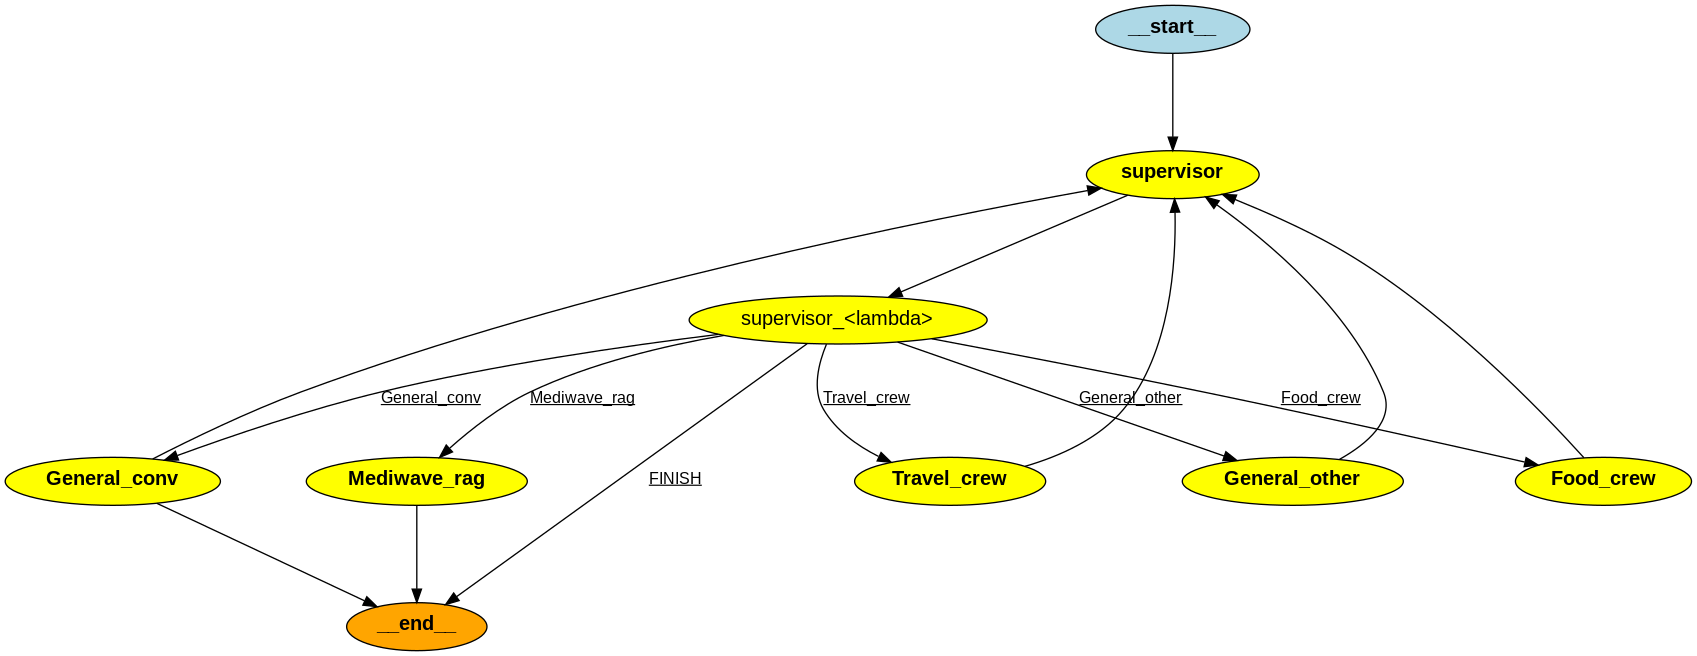 __start__
supervisor
supervisor_<lambda>
General_conv
Mediwave_rag
Travel_crew
General_other
Food_crew
General_conv
Mediwave_rag
FINISH
Travel_crew
General_other
Food_crew
__end__